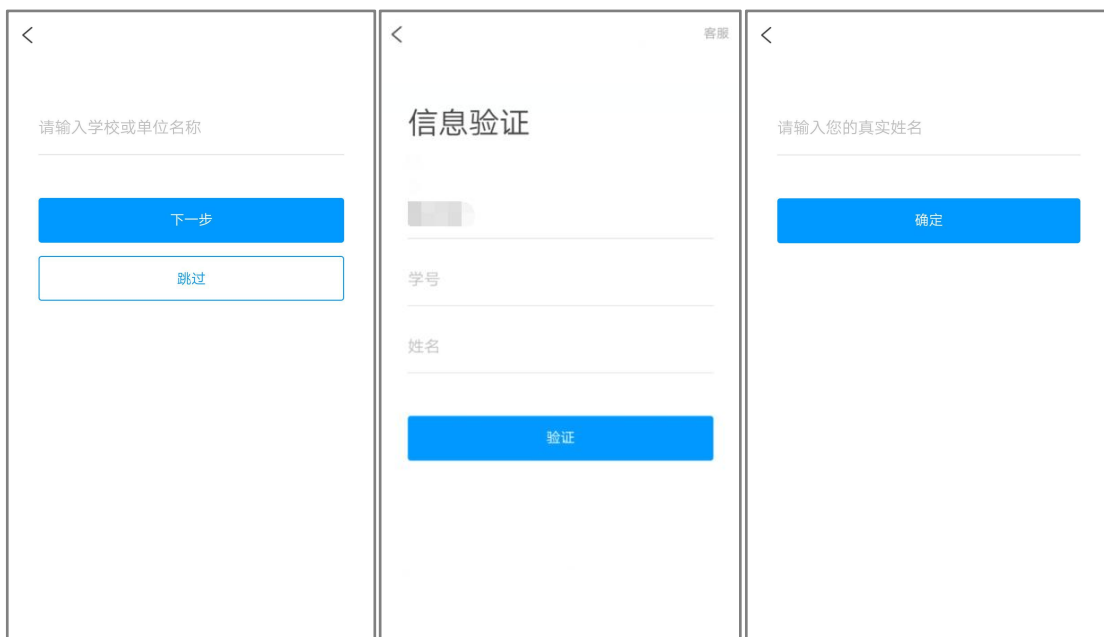 请输入学校或单位名称
下一步
跳过
客服
信息验证
学号
姓名
验证
请输入您的真实姓名
确定